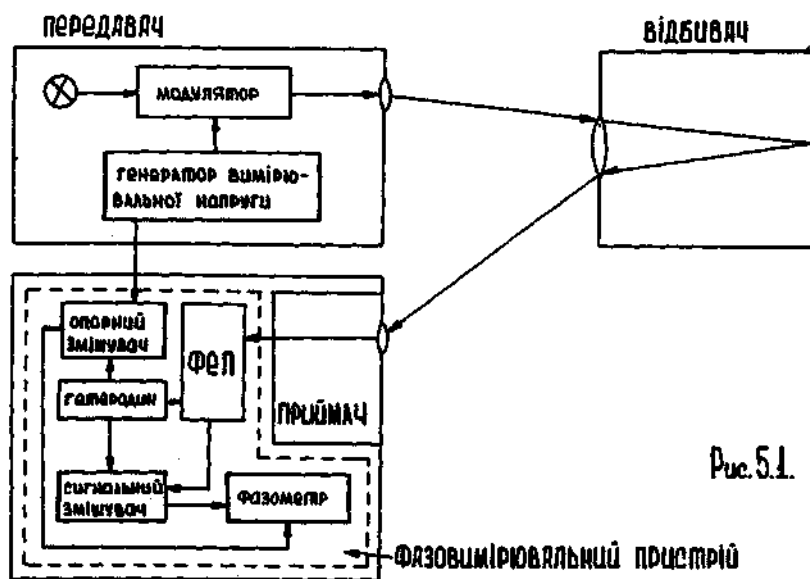 ПЕРЕДАВАЧ
ВІДБИВАЧ
МОДУЛЯТОР
ГЕНЕРАТОР ВИМІРЮ-
ВАЛЬНОЇ НАПРУГИ
ОПОРНИЙ
ЗМІШУВАЧ
ФЕП
ГЕТЕРОДИН
ПРИЙМАЧ
СИГНАЛЬНИЙ
ЗМІШУВАЧ
ФАЗОМЕТР
Рис. 5.1.
ФАЗОВИМІРЮВАЛЬНИЙ ПРИСТРІЙ